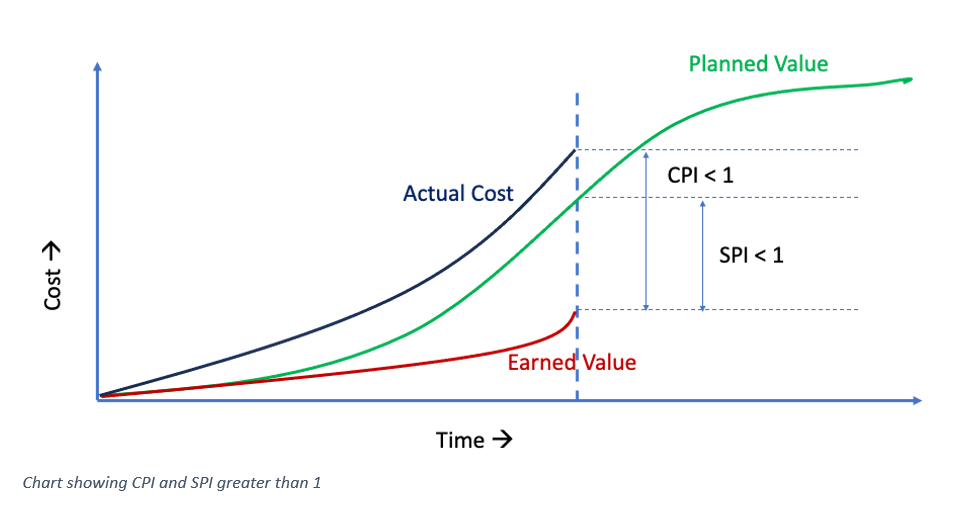 Planned Value
CPI < 1
Actual Cost
SPI < 1
Cost →
Earned Value
Time →
Chart showing CPI and SPI greater than 1